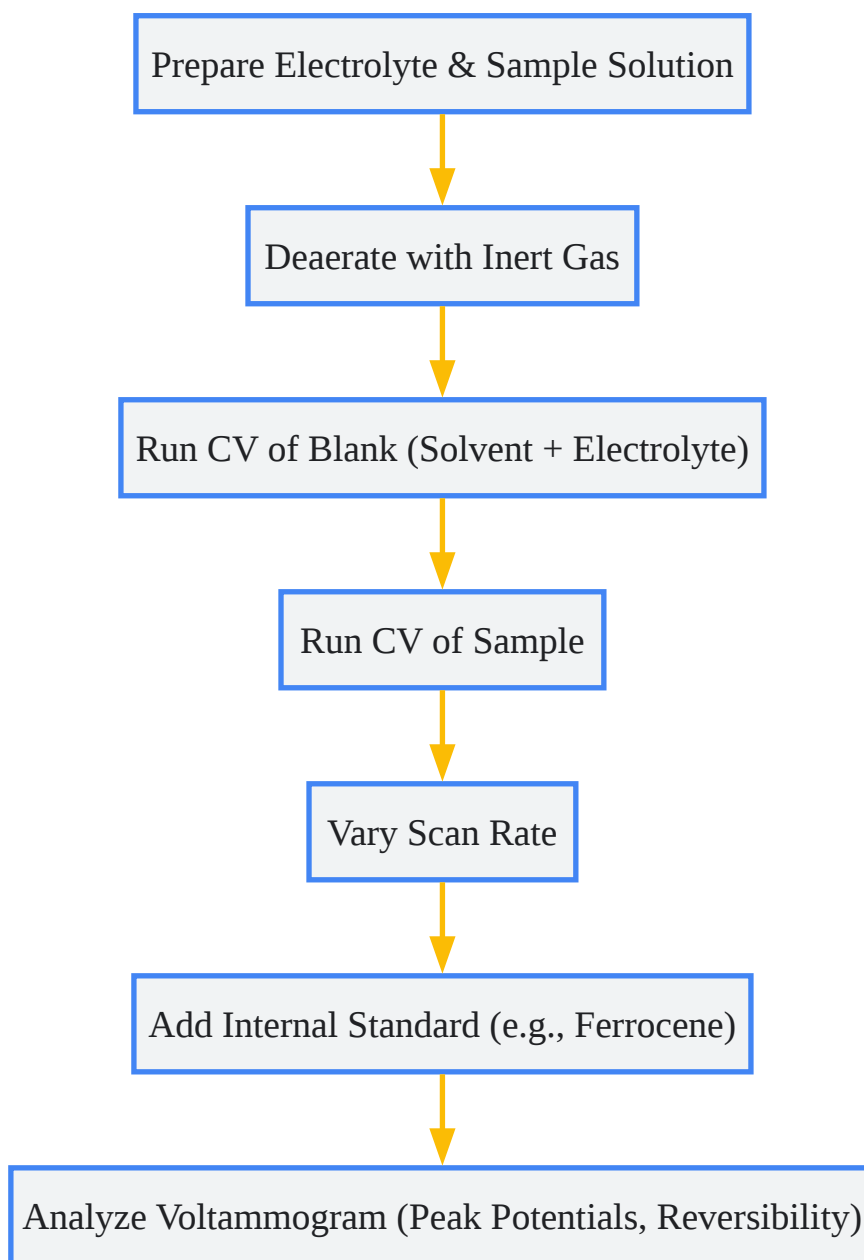 Prepare Electrolyte & Sample Solution
Deaerate with Inert Gas
Run CV of Blank (Solvent + Electrolyte)
Run CV of Sample
Vary Scan Rate
Add Internal Standard (e.g., Ferrocene)
Analyze Voltammogram (Peak Potentials, Reversibility)